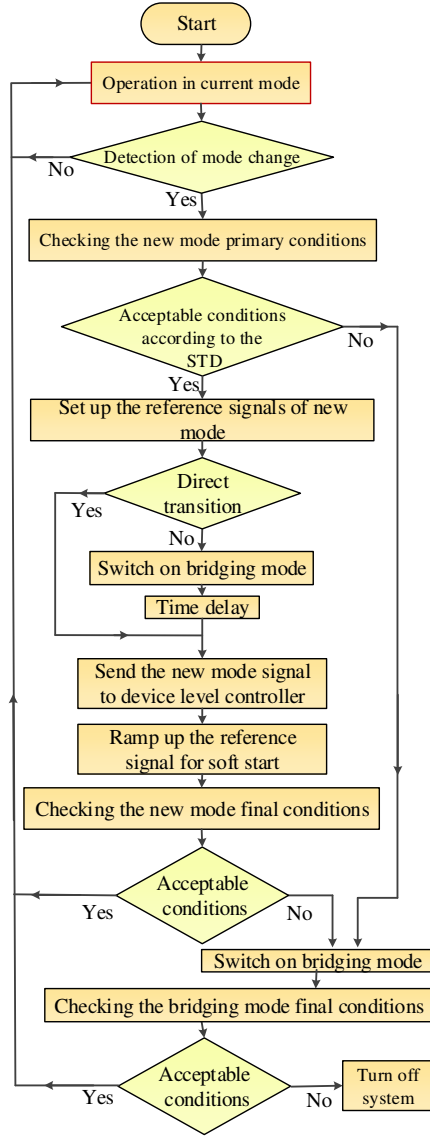 Start
Operation in current mode
Detection of mode change
No
Yes
Checking the new mode primary conditions
Acceptable conditions
according to the
STD
No
Yes
Set up the reference signals of new
mode
Direct
transition
Yes
No
Switch on bridging mode
Time delay
Send the new mode signal
to device level controller
Ramp up the reference
signal for soft start
Checking the new mode final conditions
Acceptable
conditions
Yes
No
Switch on bridging mode
Checking the bridging mode final conditions
Acceptable
conditions
Yes
No
Turn off
system